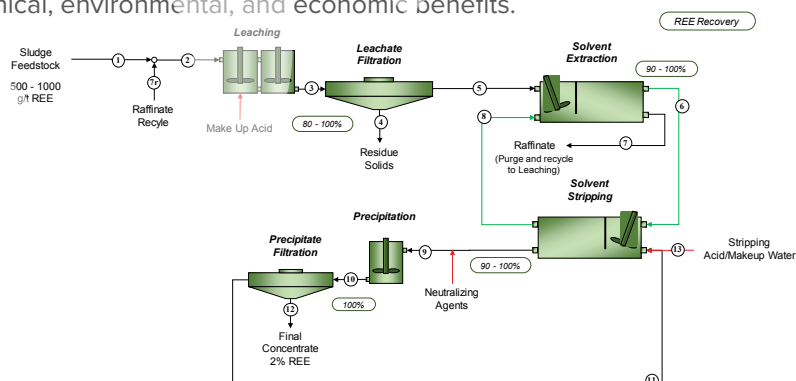 nical, environmental, and economic benefits.
REE Recovery
Leaching
Sludge
Feedstock
500 - 1000
g/t REE
1
7r
2
Raffinate
Recyle
Make Up Acid
3
80 - 100%
Leachate
Filtration
4
Residue
Solids
5
Solvent
Extraction
90 - 100%
6
8
7
Raffinate
(Purge and recycle
to Leaching)
Solvent
Stripping
13
Stripping
Acid/Makeup Water
90 - 100%
9
Neutralizing
Agents
Precipitation
10
100%
Precipitate
Filtration
12
Final
Concentrate
2% REE
11